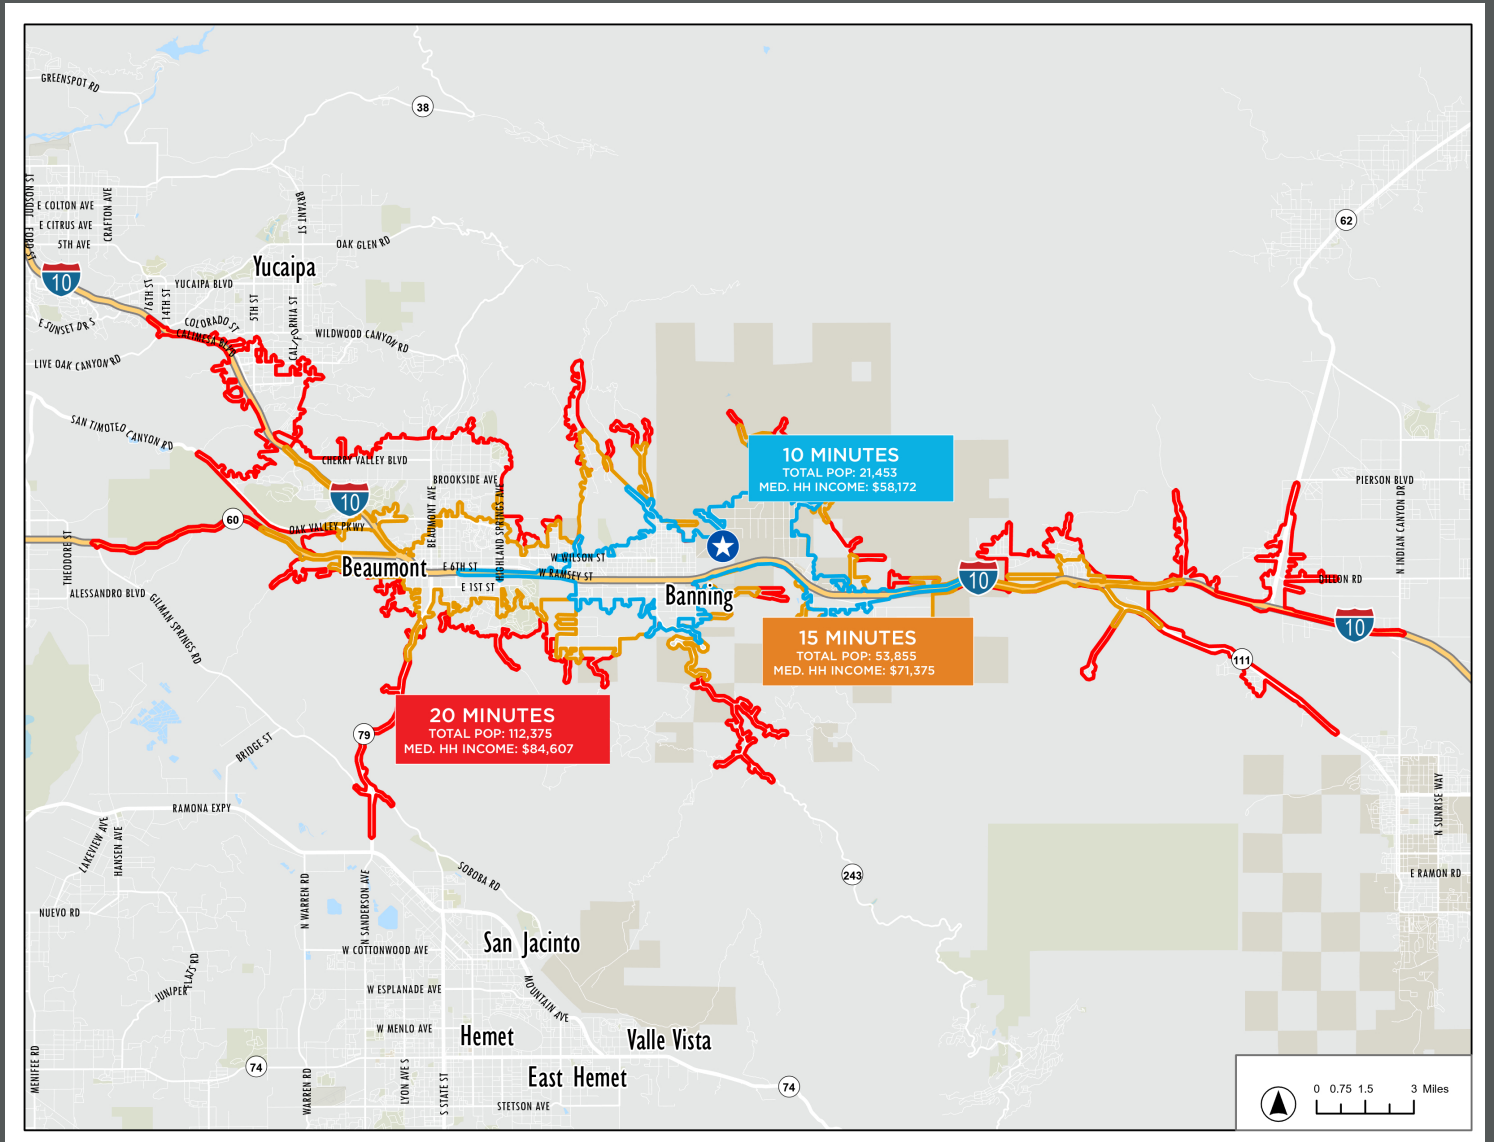 GREENSPOT RD
38
JUDSON ST
E COLTON AVE
CRAFTON AVE
E CITRUS AVE
5TH AVE
FORD ST
BRYANT ST
OAK GLEN RD
62
Yucaipa
10
16TH ST
14TH ST
YUCAIPA BLVD
5TH ST
CALIFORNIA ST
E SUNSET DR S
COLORADO ST
CALIMESA BLVD
WILDWOOD CANYON RD
LIVE OAK CANYON RD
SAN TIMOTEO CANYON RD
CHERRY VALLEY BLVD
BROOKSIDE AVE
10 MINUTES
TOTAL POP: 21,453
MED. HH INCOME: $58,172
PIERSON BLVD
N INDIAN CANYON DR
10
60
OAK VALLEY PKWY
BEAUMONT AVE
HIGHLAND SPRINGS AVE
THEODORE ST
Beaumont
E 6TH ST
W WILSON ST
W RAMSEY ST
E 1ST ST
Banning
10
DILLON RD
10
ALESSANDRO BLVD
GILMAN SPRINGS RD
15 MINUTES
TOTAL POP: 53,855
MED. HH INCOME: $71,375
111
20 MINUTES
TOTAL POP: 112,375
MED. HH INCOME: $84,607
79
BRIDGE ST
RAMONA EXPY
LAKEVIEW AVE
HANSEN AVE
N SUNRISE WAY
SOBOBA RD
243
E RAMON RD
NUEVO RD
N WARREN RD
N SANDERSON AVE
W COTTONWOOD AVE
San Jacinto
JUNIPER FLATS RD
W ESPLANADE AVE
MOUNTAIN AVE
W MENLO AVE
Hemet
Valle Vista
MENIFEE RD
74
WARREN RD
LYON AVE S
S STATE ST
East Hemet
74
STETSON AVE
0 0.75 1.5 3 Miles